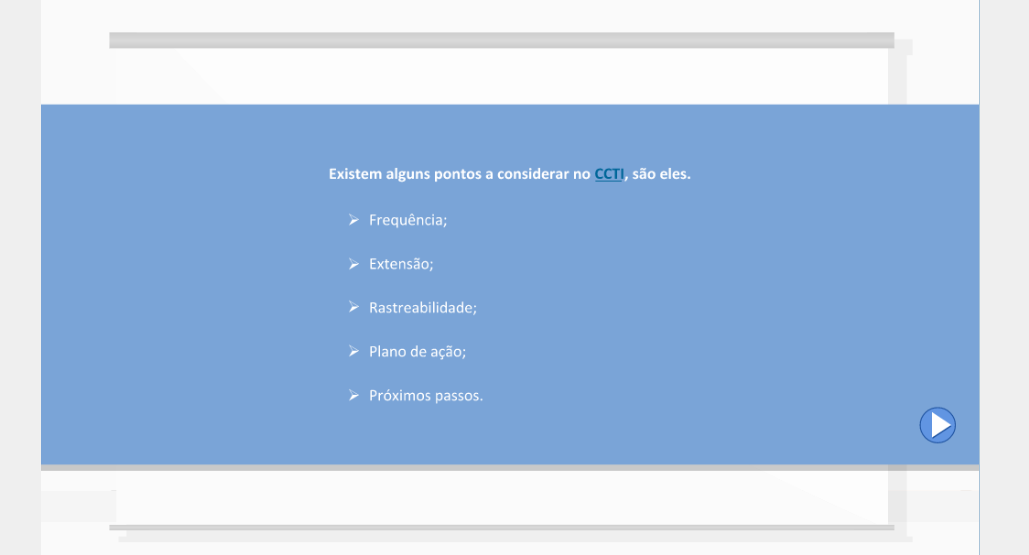 Existem alguns pontos a considerar no CCTI, são eles.
➢ Frequência;
➢ Extensão;
➢ Rastreabilidade;
➢ Plano de ação;
➢ Próximos passos.